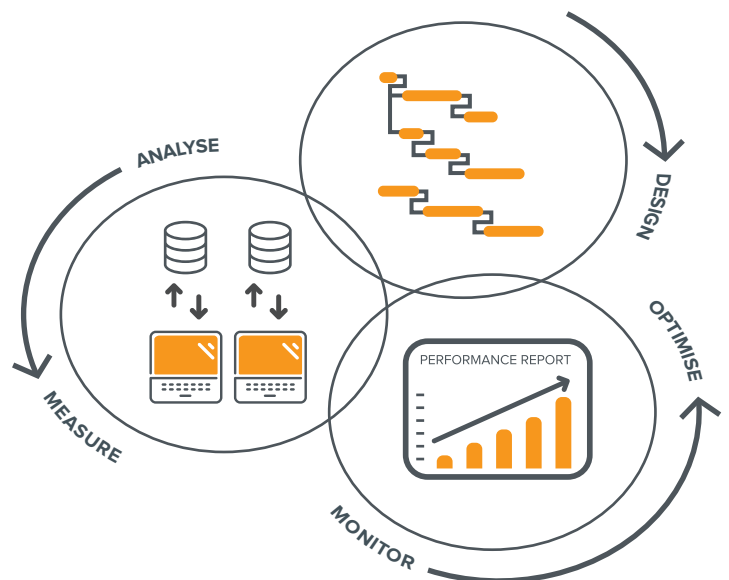 ANALYSE
DESIGN
OPTIMISE
PERFORMANCE REPORT
MEASURE
MONITOR